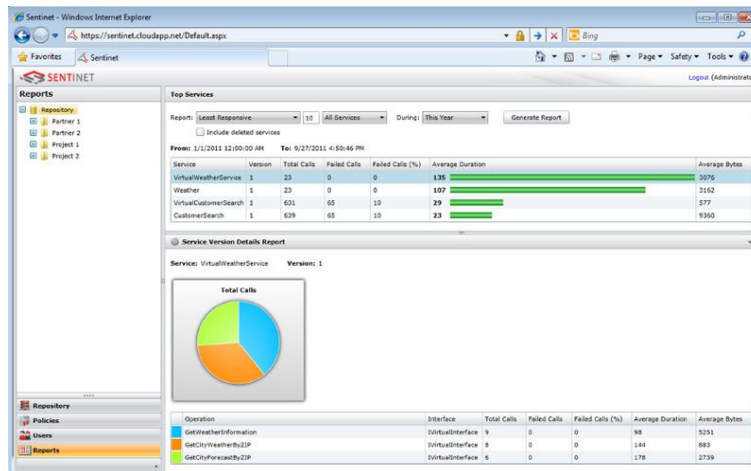 Sentinet - Windows Internet Explorer
https://sentinet.cloudapp.net/Default.aspx
Bing
Favorites Sentinet
Page Safety Tools
SENTINET
Logout (Administrato
Reports
Repository
Partner 1
Partner 2
Project 1
Project 2
Repository
Policies
Users
Reports
Top Services
Report: Least Responsive 10 All Services During: This Year Generate Report
Include deleted services
From: 1/1/2011 12:00:00 AM To: 9/27/2011 4:50:46 PM
Service Version Total Calls Failed Calls Failed Calls (%) Average Duration Average Bytes
VirtualWeatherService 1 23 0 0 135 3076
Weather 1 23 0 0 107 3162
VirtualCustomerSearch 1 631 65 10 29 577
CustomerSearch 1 639 65 10 23 9360
Service Version Details Report
Service: VirtualWeatherService Version: 1
Total Calls
Operation Interface Total Calls Failed Calls Failed Calls (%) Average Duration Average Bytes
GetWeatherInformation IVirtualInterface 9 0 0 98 5251
GetCityWeatherByZIP IVirtualInterface 8 0 0 144 883
GetCityForecastByZIP IVirtualInterface 6 0 0 178 2739